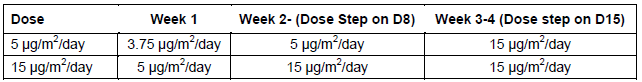 Dose Week 1 Week 2- (Dose Step on D8) Week 3-4 (Dose step on D15)
5 µg/m²/day 3.75 µg/m²/day 5 µg/m²/day 15 µg/m²/day
15 µg/m²/day 5 µg/m²/day 15 µg/m²/day 15 µg/m²/day